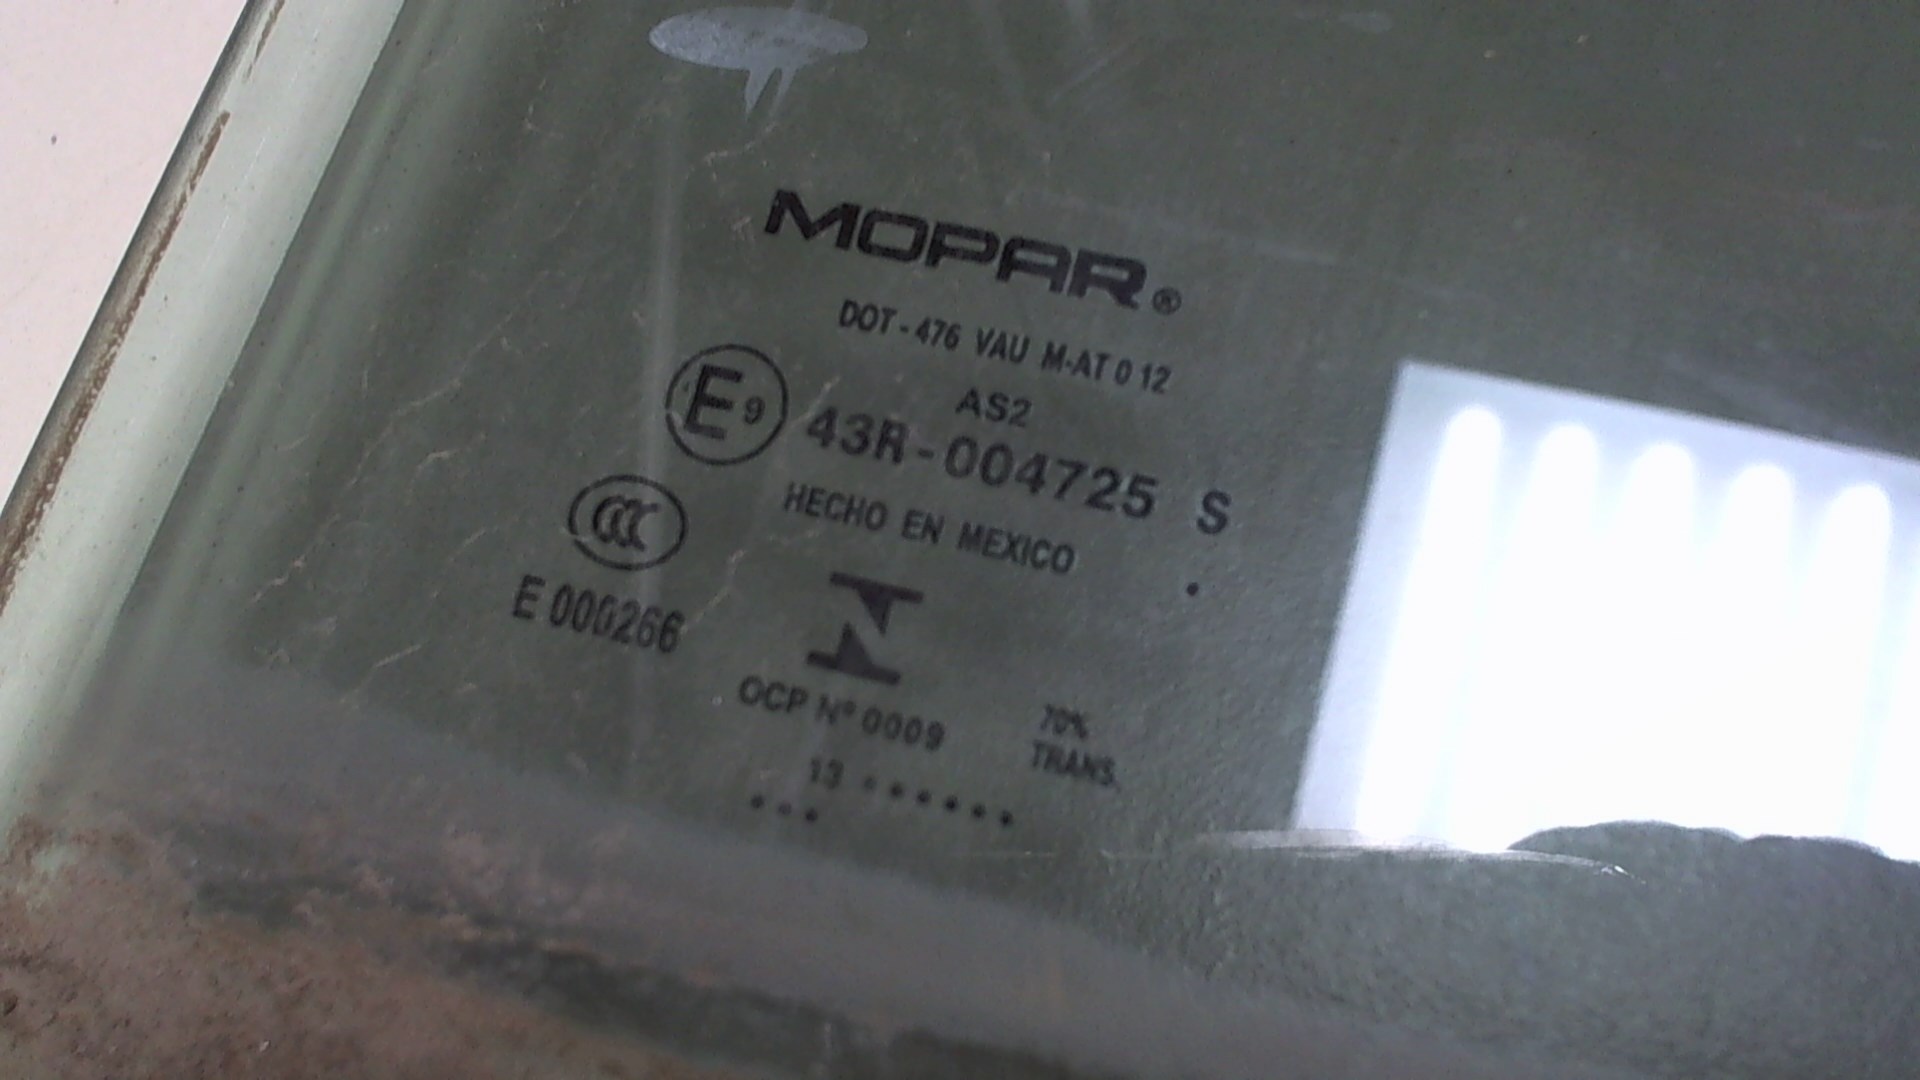 MOPAR®
DOT-476 VAU M-AT 0 12
AS2
E9 43R-004725 S
HECHO EN MEXICO
CCC
E 000266
OCP Nº 0009
70%
TRANS.
13 ••••••
•••